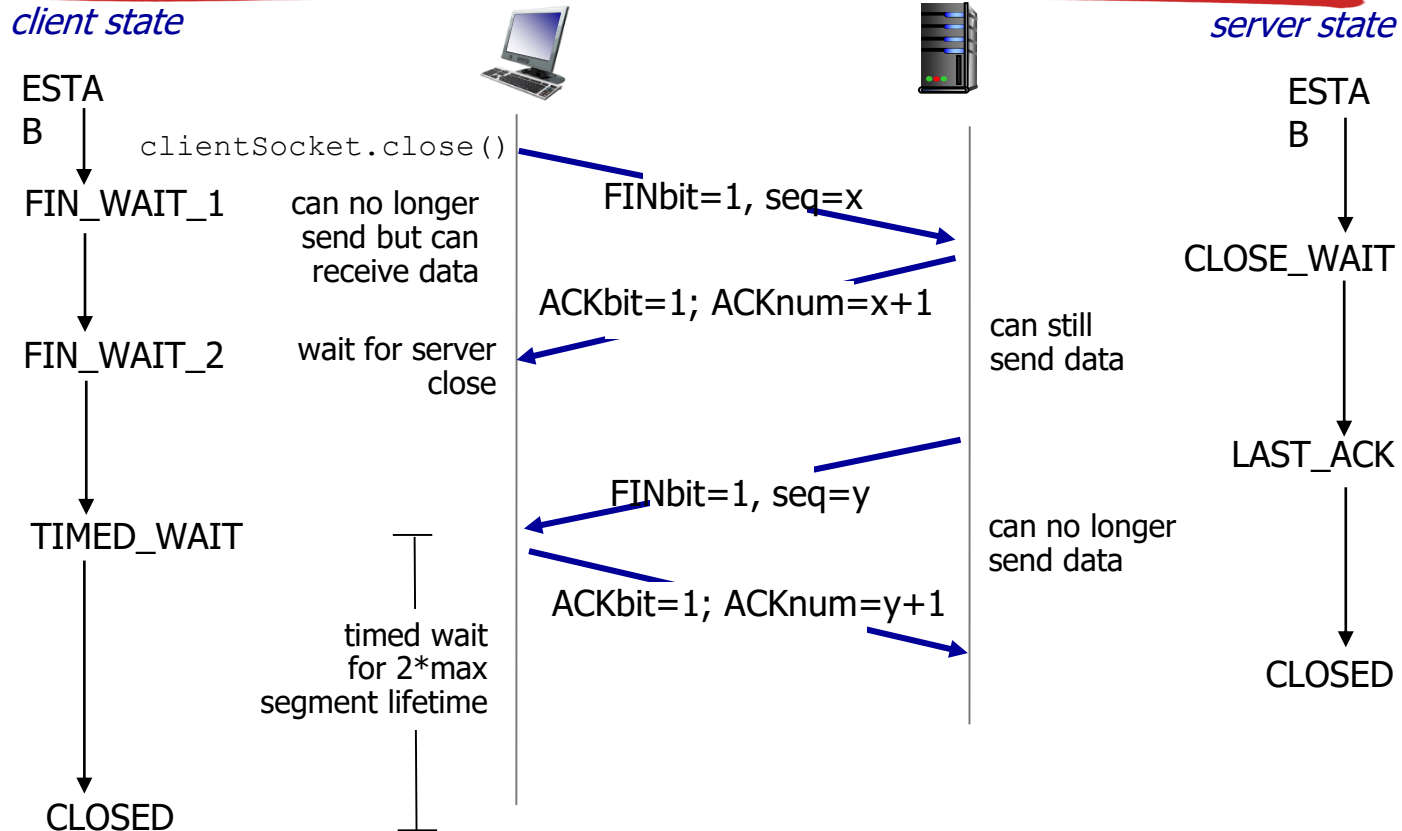 client state
server state
ESTA
B
ESTA
B
clientSocket.close()
FINbit=1, seq=x
FIN_WAIT_1
can no longer
send but can
receive data
CLOSE_WAIT
ACKbit=1; ACKnum=x+1
can still
send data
FIN_WAIT_2
wait for server
close
LAST_ACK
FINbit=1, seq=y
TIMED_WAIT
can no longer
send data
ACKbit=1; ACKnum=y+1
timed wait
for 2*max
segment lifetime
CLOSED
CLOSED